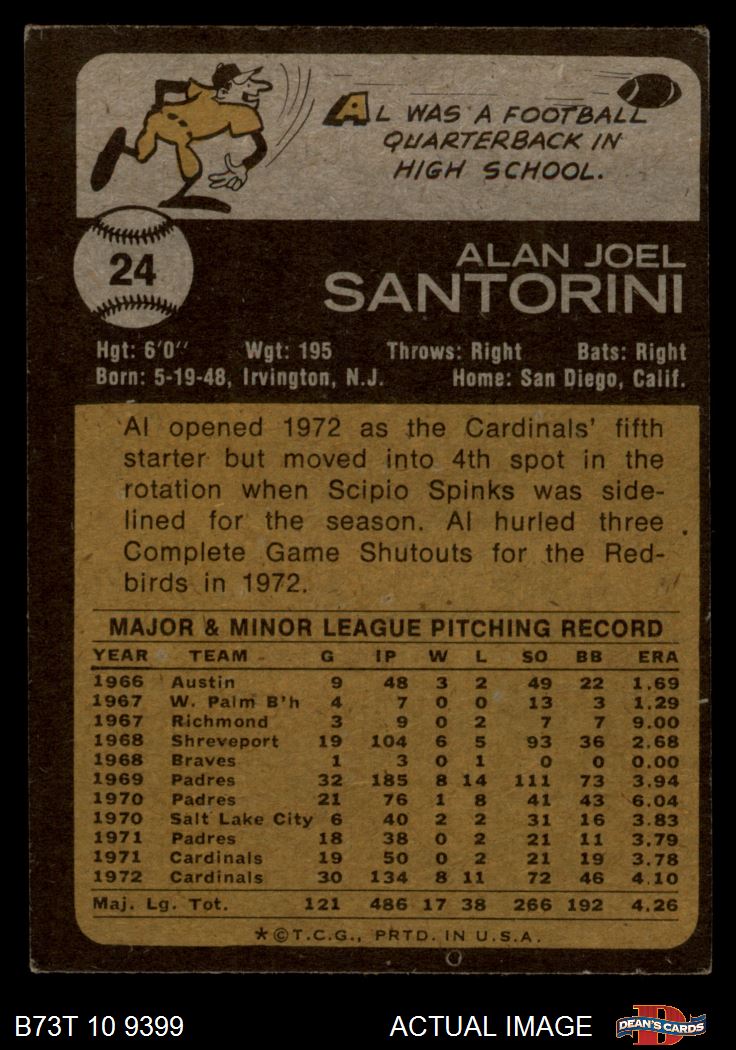 AL WAS A FOOTBALL
QUARTERBACK IN
HIGH SCHOOL.
24
ALAN JOEL
SANTORINI
Hgt: 6'0" Wgt: 195 Throws: Right Bats: Right
Born: 5-19-48, Irvington, N.J. Home: San Diego, Calif.
Al opened 1972 as the Cardinals' fifth
starter but moved into 4th spot in the
rotation when Scipio Spinks was side-
lined for the season. Al hurled three
Complete Game Shutouts for the Red-
birds in 1972.
MAJOR & MINOR LEAGUE PITCHING RECORD
YEAR TEAM G IP W L SO BB ERA
1966 Austin 9 48 3 2 49 22 1.69
1967 W. Palm B'h 4 7 0 0 13 3 1.29
1967 Richmond 3 9 0 2 7 7 9.00
1968 Shreveport 19 104 6 5 93 36 2.68
1968 Braves 1 3 0 1 0 0 0.00
1969 Padres 32 185 8 14 111 73 3.94
1970 Padres 21 76 1 8 41 43 6.04
1970 Salt Lake City 6 40 2 2 31 16 3.83
1971 Padres 18 38 0 2 21 11 3.79
1971 Cardinals 19 50 0 2 21 19 3.78
1972 Cardinals 30 134 8 11 72 46 4.10
Maj. Lg. Tot. 121 486 17 38 266 192 4.26
*©T.C.G., PRTD. IN U.S.A.
B73T 10 9399 ACTUAL IMAGE D DEAN'S CARDS